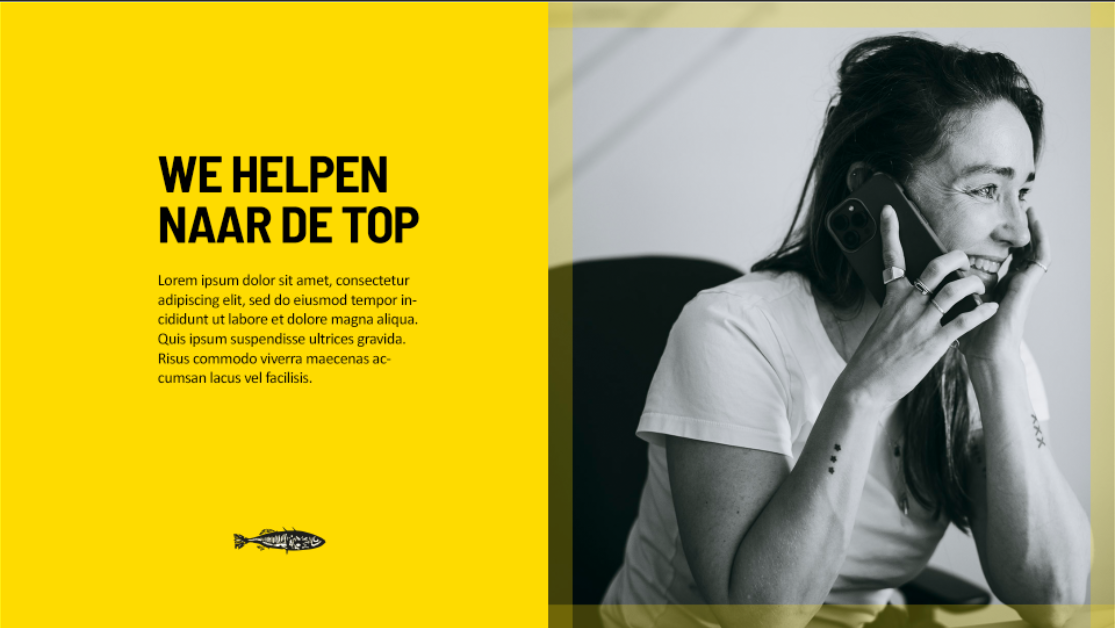 WE HELPEN
NAAR DE TOP
Lorem ipsum dolor sit amet, consectetur
adipiscing elit, sed do eiusmod tempor in-
cididunt ut labore et dolore magna aliqua.
Quis ipsum suspendisse ultrices gravida.
Risus commodo viverra maecenas ac-
cumsan lacus vel facilisis.
XXX